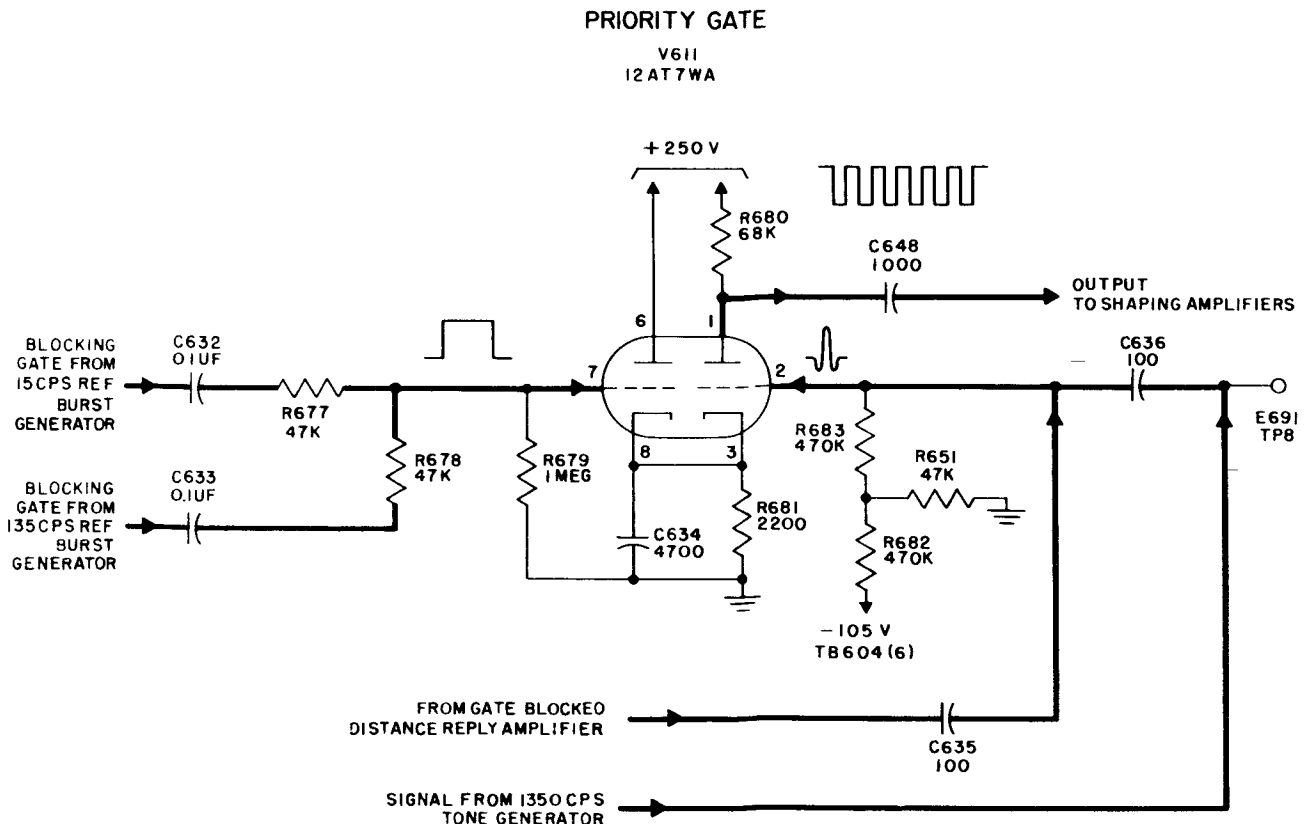 PRIORITY GATE
V611
12AT7WA
+250 V
R680
68K
C648
1000
OUTPUT
TO SHAPING AMPLIFIERS
6
1
BLOCKING
GATE FROM
15CPS REF
BURST
GENERATOR
C632
0.1UF
R677
47K
7
2
C636
100
E691
TP8
R678
47K
R679
1MEG
8
3
R683
470K
R651
47K
BLOCKING
GATE FROM
135CPS REF
BURST
GENERATOR
C633
0.1UF
C634
4700
R681
2200
R682
470K
-105 V
TB604(6)
FROM GATE BLOCKED
DISTANCE REPLY AMPLIFIER
C635
100
SIGNAL FROM 1350 CPS
TONE GENERATOR